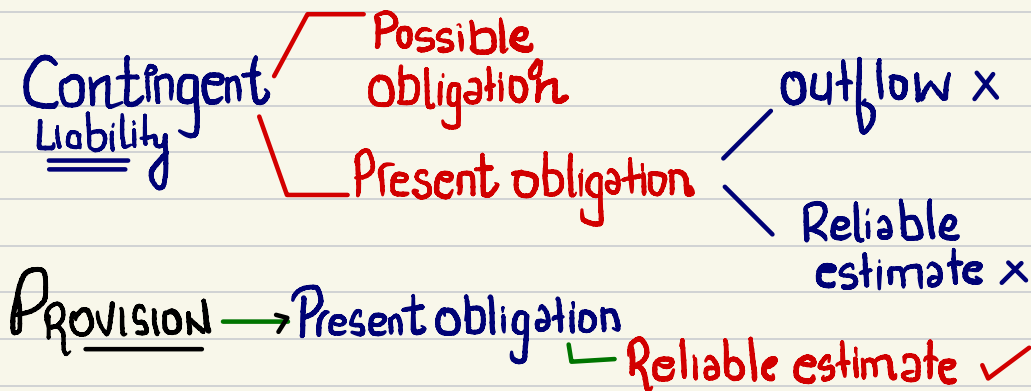 Possible
obligation
Contingent
Liability
Present obligation
outflow ×
Reliable
estimate ×
PROVISION → Present obligation
Reliable estimate ✓